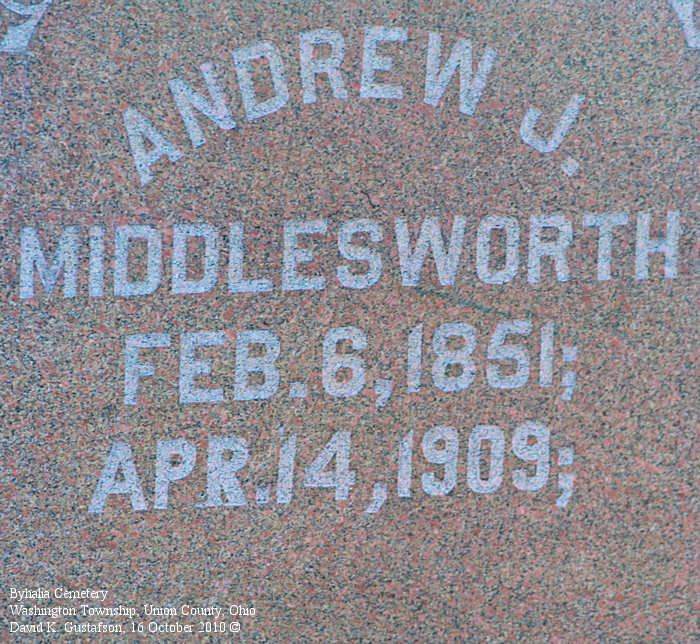 ANDREW J.
MIDDLESWORTH
FEB. 6, 1851;
APR. 14, 1909;
Byhalia Cemetery
Washington Township, Union County, Ohio
David K. Gustafson, 16 October 2010 ©